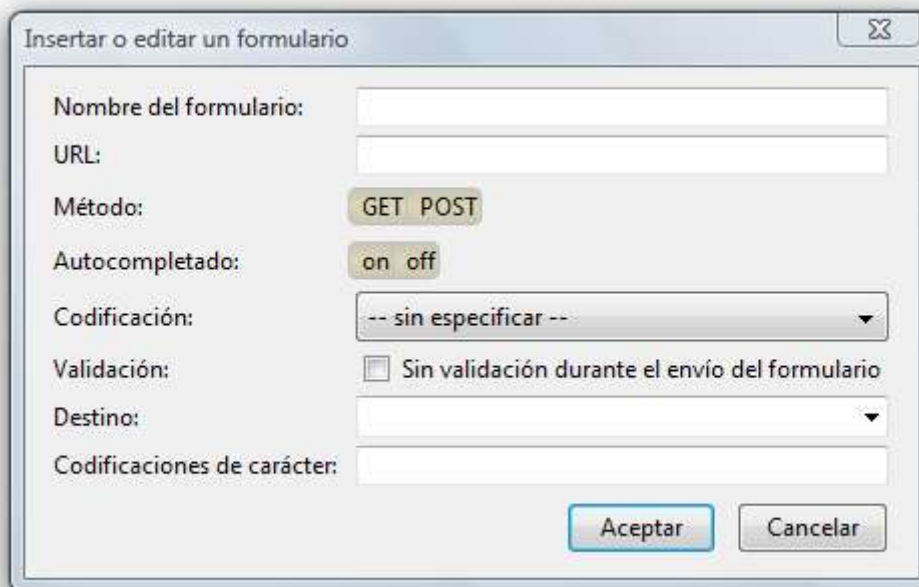 Insertar o editar un formulario
Nombre del formulario:
URL:
Método: GET POST
Autocompletado: on off
Codificación: -- sin especificar --
Validación: Sin validación durante el envío del formulario
Destino:
Codificaciones de carácter:
Aceptar Cancelar